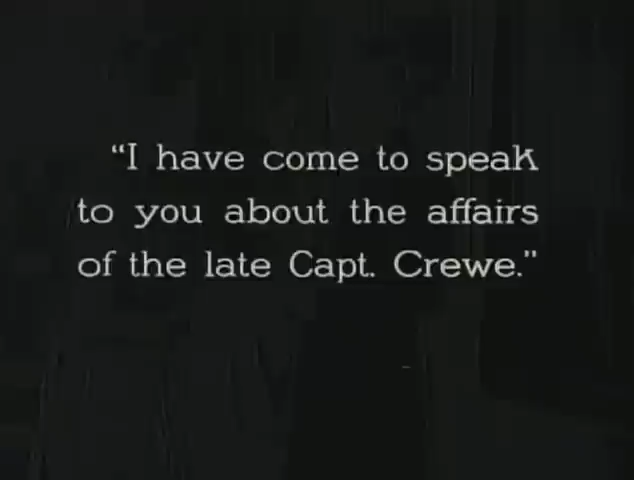 “I have come to speak
to you about the affairs
of the late Capt. Crewe.”